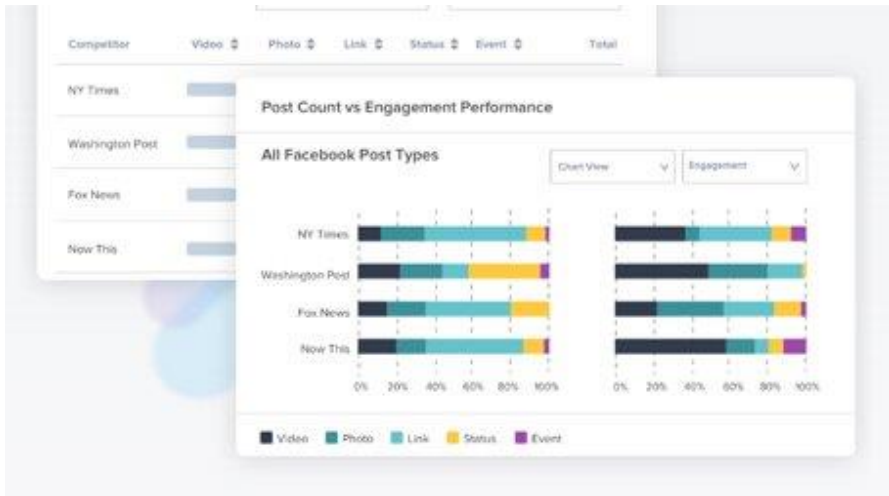 Competitor Video Photo Link Status Event Total
NY Times
Washington Post
Fox News
Now This
Post Count vs Engagement Performance
All Facebook Post Types
Chart View Engagement
NY Times
Washington Post
Fox News
Now This
0% 20% 40% 60% 80% 100% 0% 20% 40% 60% 80% 100%
Video Photo Link Status Event